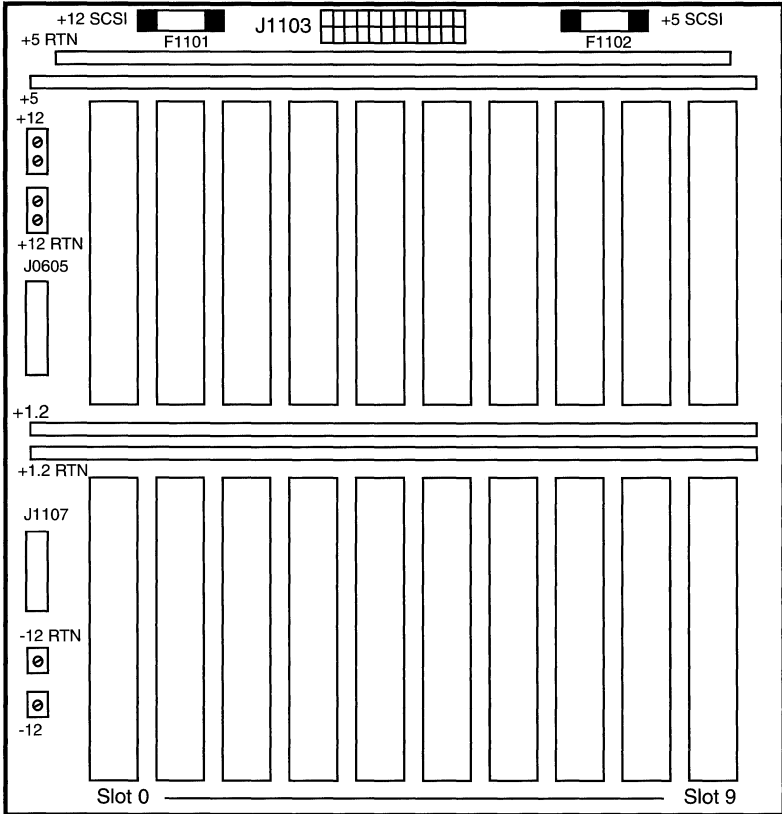 +12 SCSI
J1103
+5 SCSI
+5 RTN
F1101
F1102
+5
+12
+12 RTN
J0605
+1.2
+1.2 RTN
J1107
-12 RTN
-12
Slot 0
Slot 9